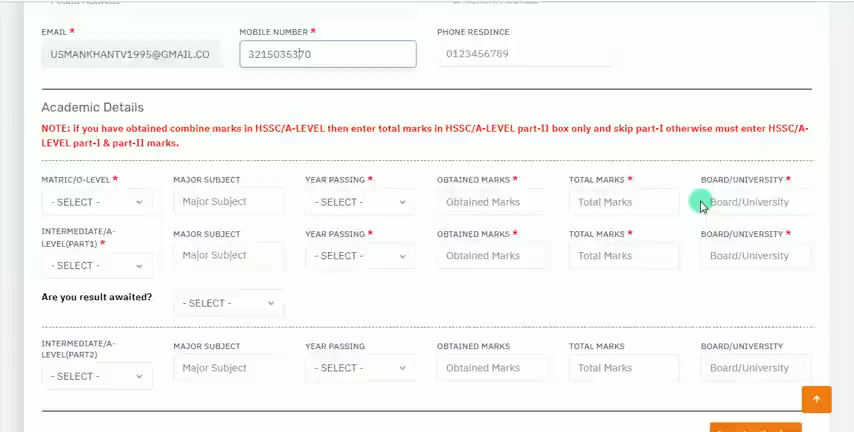 EMAIL *
MOBILE NUMBER *
PHONE RESDINCE
USMANKHANTV1995@GMAIL.CO
3215035370
0123456789
Academic Details
NOTE: if you have obtained combine marks in HSSC/A-LEVEL then enter total marks in HSSC/A-LEVEL part-II box only and skip part-I otherwise must enter HSSC/A-
LEVEL part-I & part-II marks.
MATRIC/O-LEVEL *
MAJOR SUBJECT
YEAR PASSING *
OBTAINED MARKS *
TOTAL MARKS *
BOARD/UNIVERSITY *
- SELECT -
Major Subject
- SELECT -
Obtained Marks
Total Marks
Board/University
INTERMEDIATE/A-
LEVEL(PART1) *
MAJOR SUBJECT
YEAR PASSING *
OBTAINED MARKS *
TOTAL MARKS *
BOARD/UNIVERSITY *
- SELECT -
Major Subject
- SELECT -
Obtained Marks
Total Marks
Board/University
Are you result awaited?
- SELECT -
INTERMEDIATE/A-
LEVEL(PART2)
MAJOR SUBJECT
YEAR PASSING
OBTAINED MARKS
TOTAL MARKS
BOARD/UNIVERSITY
- SELECT -
Major Subject
- SELECT -
Obtained Marks
Total Marks
Board/University